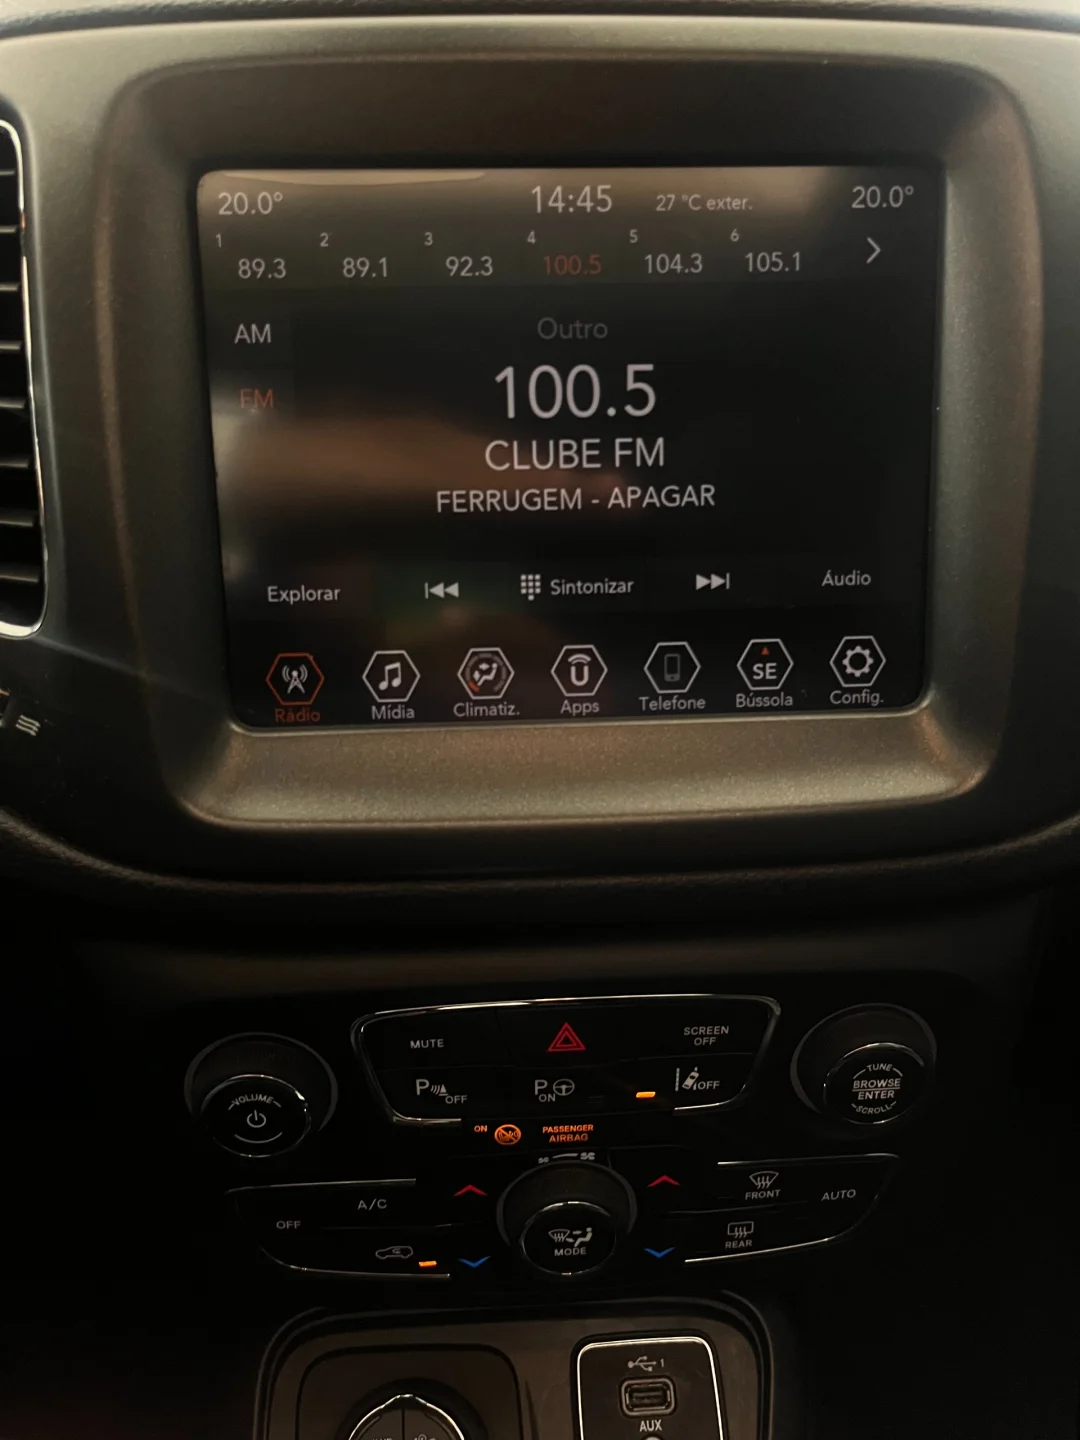 20.0° 14:45 27 °C exter. 20.0°
1 2 3 4 5 6
89.3 89.1 92.3 100.5 104.3 105.1
AM
Outro
FM
100.5
CLUBE FM
FERRUGEM - APAGAR
Explorar Sintonizar Áudio
SE
Rádio Mídia Climatiz. Apps Telefone Bússola Config.
MUTE
SCREEN
OFF
P OFF
P ON
OFF
VOLUME
TUNE
BROWSE
ENTER
SCROLL
ON
PASSENGER
AIRBAG
OFF
A/C
MODE
FRONT
AUTO
REAR
1
AUX